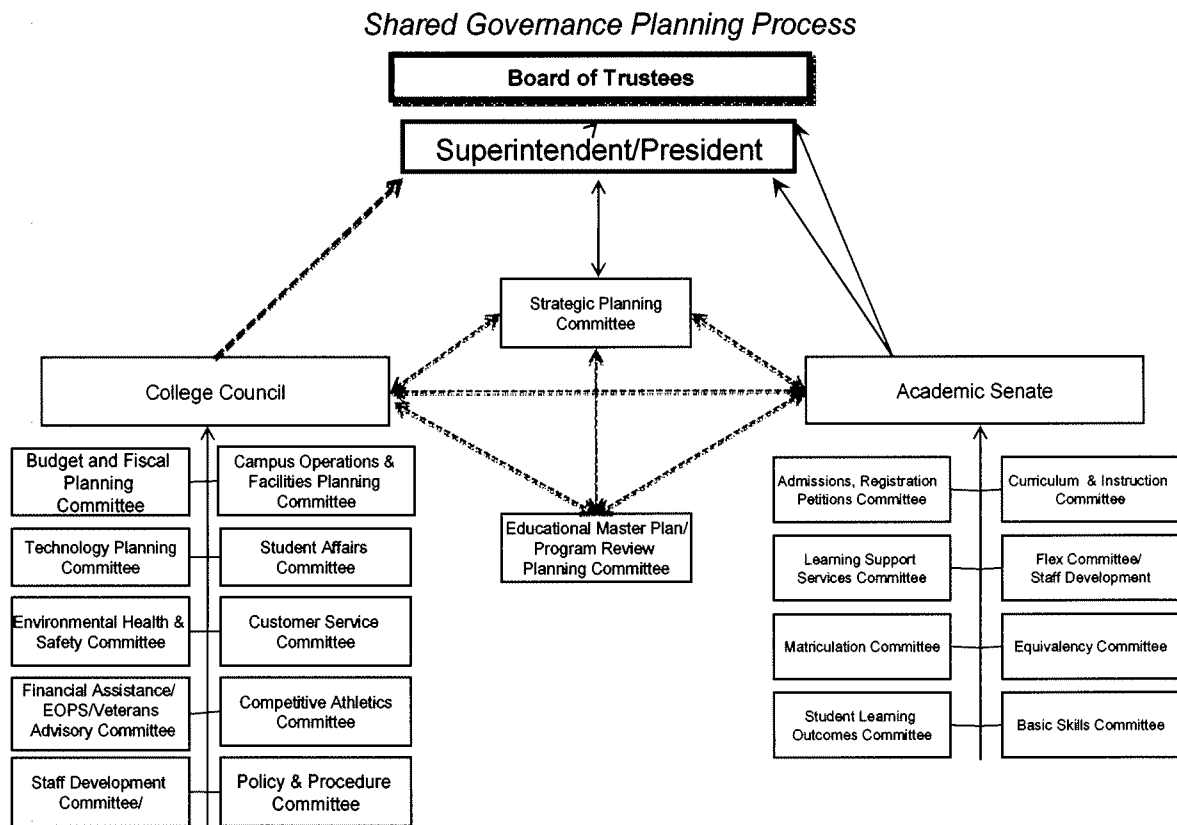 Shared Governance Planning Process
Board of Trustees
Superintendent/President
Strategic Planning
Committee
College Council
Academic Senate
Budget and Fiscal
Planning
Committee
Campus Operations &
Facilities Planning
Committee
Technology Planning
Committee
Student Affairs
Committee
Environmental Health &
Safety Committee
Customer Service
Committee
Financial Assistance/
EOPS/Veterans
Advisory Committee
Competitive Athletics
Committee
Staff Development
Committee/
Policy & Procedure
Committee
Educational Master Plan/
Program Review
Planning Committee
Admissions, Registration
Petitions Committee
Curriculum & Instruction
Committee
Learning Support
Services Committee
Flex Committee/
Staff Development
Matriculation Committee
Equivalency Committee
Student Learning
Outcomes Committee
Basic Skills Committee